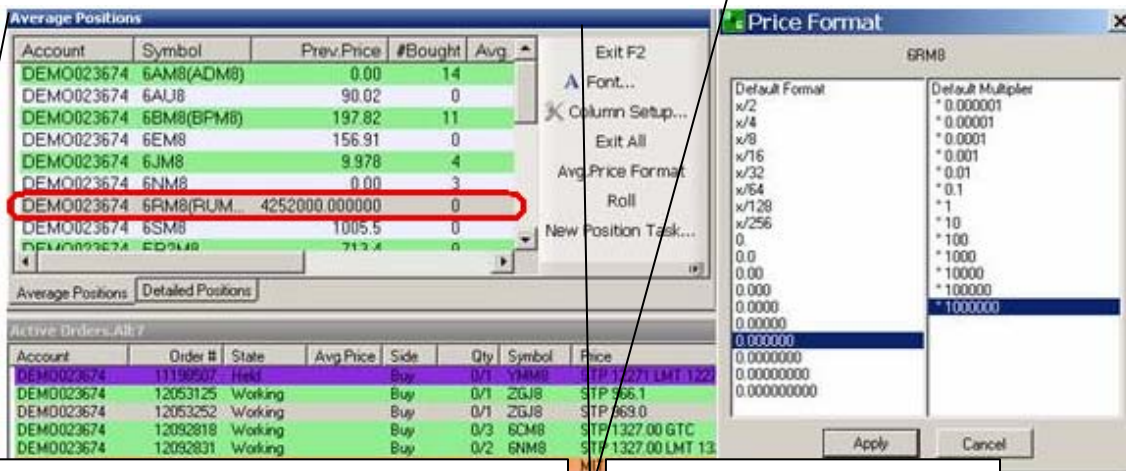 Average Positions
Account Symbol Prev.Price #Bought Avg
DEMO023674 6AM8(ADM8) 0.00 14
DEMO023674 6AU8 90.02 0
DEMO023674 6BM8(BPM8) 197.82 11
DEMO023674 6EM8 156.91 0
DEMO023674 6JM8 9.978 4
DEMO023674 6NM8 0.00 3
DEMO023674 6RM8(RUM... 4252000.000000 0
DEMO023674 6SM8 1005.5 0
DEMO023674 ER2M8 713.4 0
Average Positions Detailed Positions
Exit F2
A Font...
Column Setup...
Exit All
Avg.Price Format
Roll
New Position Task...
Active Orders.All:7
Account Order # State Avg.Price Side Qty Symbol Price
DEMO023674 11198507 Held Buy 0/1 YMM8 STP 12271 LMT
DEMO023674 12053125 Working Buy 0/1 ZGJ8 STP 966.1
DEMO023674 12053252 Working Buy 0/1 ZGJ8 STP 969.0
DEMO023674 12092818 Working Buy 0/3 6CM8 STP 1327.00 GTC
DEMO023674 12092831 Working Buy 0/2 6NM8 STP 1327.00 LMT 13
Price Format
6RM8
Default Format
x/2
x/4
x/8
x/16
x/32
x/64
x/128
x/256
0.
0.0
0.00
0.000
0.0000
0.00000
0.000000
0.0000000
0.00000000
0.000000000
Default Multiplier
* 0.000001
* 0.00001
* 0.0001
* 0.001
* 0.01
* 0.1
* 1
* 10
* 100
* 1000
* 10000
* 100000
* 1000000
Apply Cancel